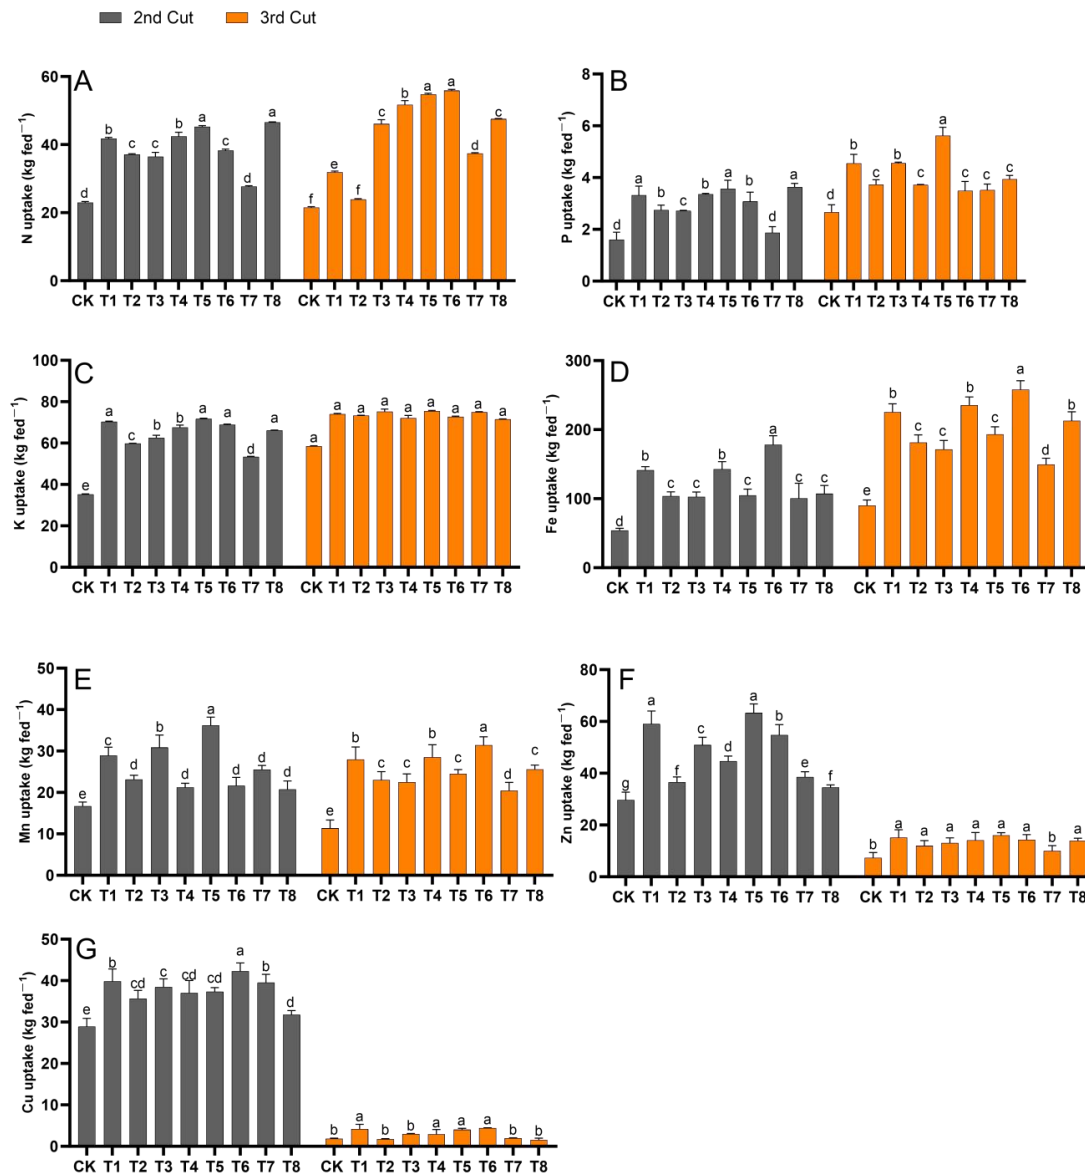 2nd Cut 3rd Cut
A
N uptake (kg fed⁻¹)
60
40
20
0
d b c c b a c d a f e f c b a a d c
CK T1 T2 T3 T4 T5 T6 T7 T8 CK T1 T2 T3 T4 T5 T6 T7 T8
B
P uptake (kg fed⁻¹)
8
6
4
2
0
d a b c b a b d a d b c b c a c c c
CK T1 T2 T3 T4 T5 T6 T7 T8 CK T1 T2 T3 T4 T5 T6 T7 T8
C
K uptake (kg fed⁻¹)
100
80
60
40
20
0
e a c b b a a d a a a a a a a a a a
CK T1 T2 T3 T4 T5 T6 T7 T8 CK T1 T2 T3 T4 T5 T6 T7 T8
D
Fe uptake (kg fed⁻¹)
300
200
100
0
d b c c b c a c c e b c c b c a d b
CK T1 T2 T3 T4 T5 T6 T7 T8 CK T1 T2 T3 T4 T5 T6 T7 T8
E
Mn uptake (kg fed⁻¹)
50
40
30
20
10
0
e c d b d a d d d e b c c b c a d c
CK T1 T2 T3 T4 T5 T6 T7 T8 CK T1 T2 T3 T4 T5 T6 T7 T8
F
Zn uptake (kg fed⁻¹)
80
60
40
20
0
g a f c d a b e f b a a a a a a b a
CK T1 T2 T3 T4 T5 T6 T7 T8 CK T1 T2 T3 T4 T5 T6 T7 T8
G
Cu uptake (kg fed⁻¹)
50
40
30
20
10
0
e b cd c cd cd a b d b a b b a a a b b
CK T1 T2 T3 T4 T5 T6 T7 T8 CK T1 T2 T3 T4 T5 T6 T7 T8